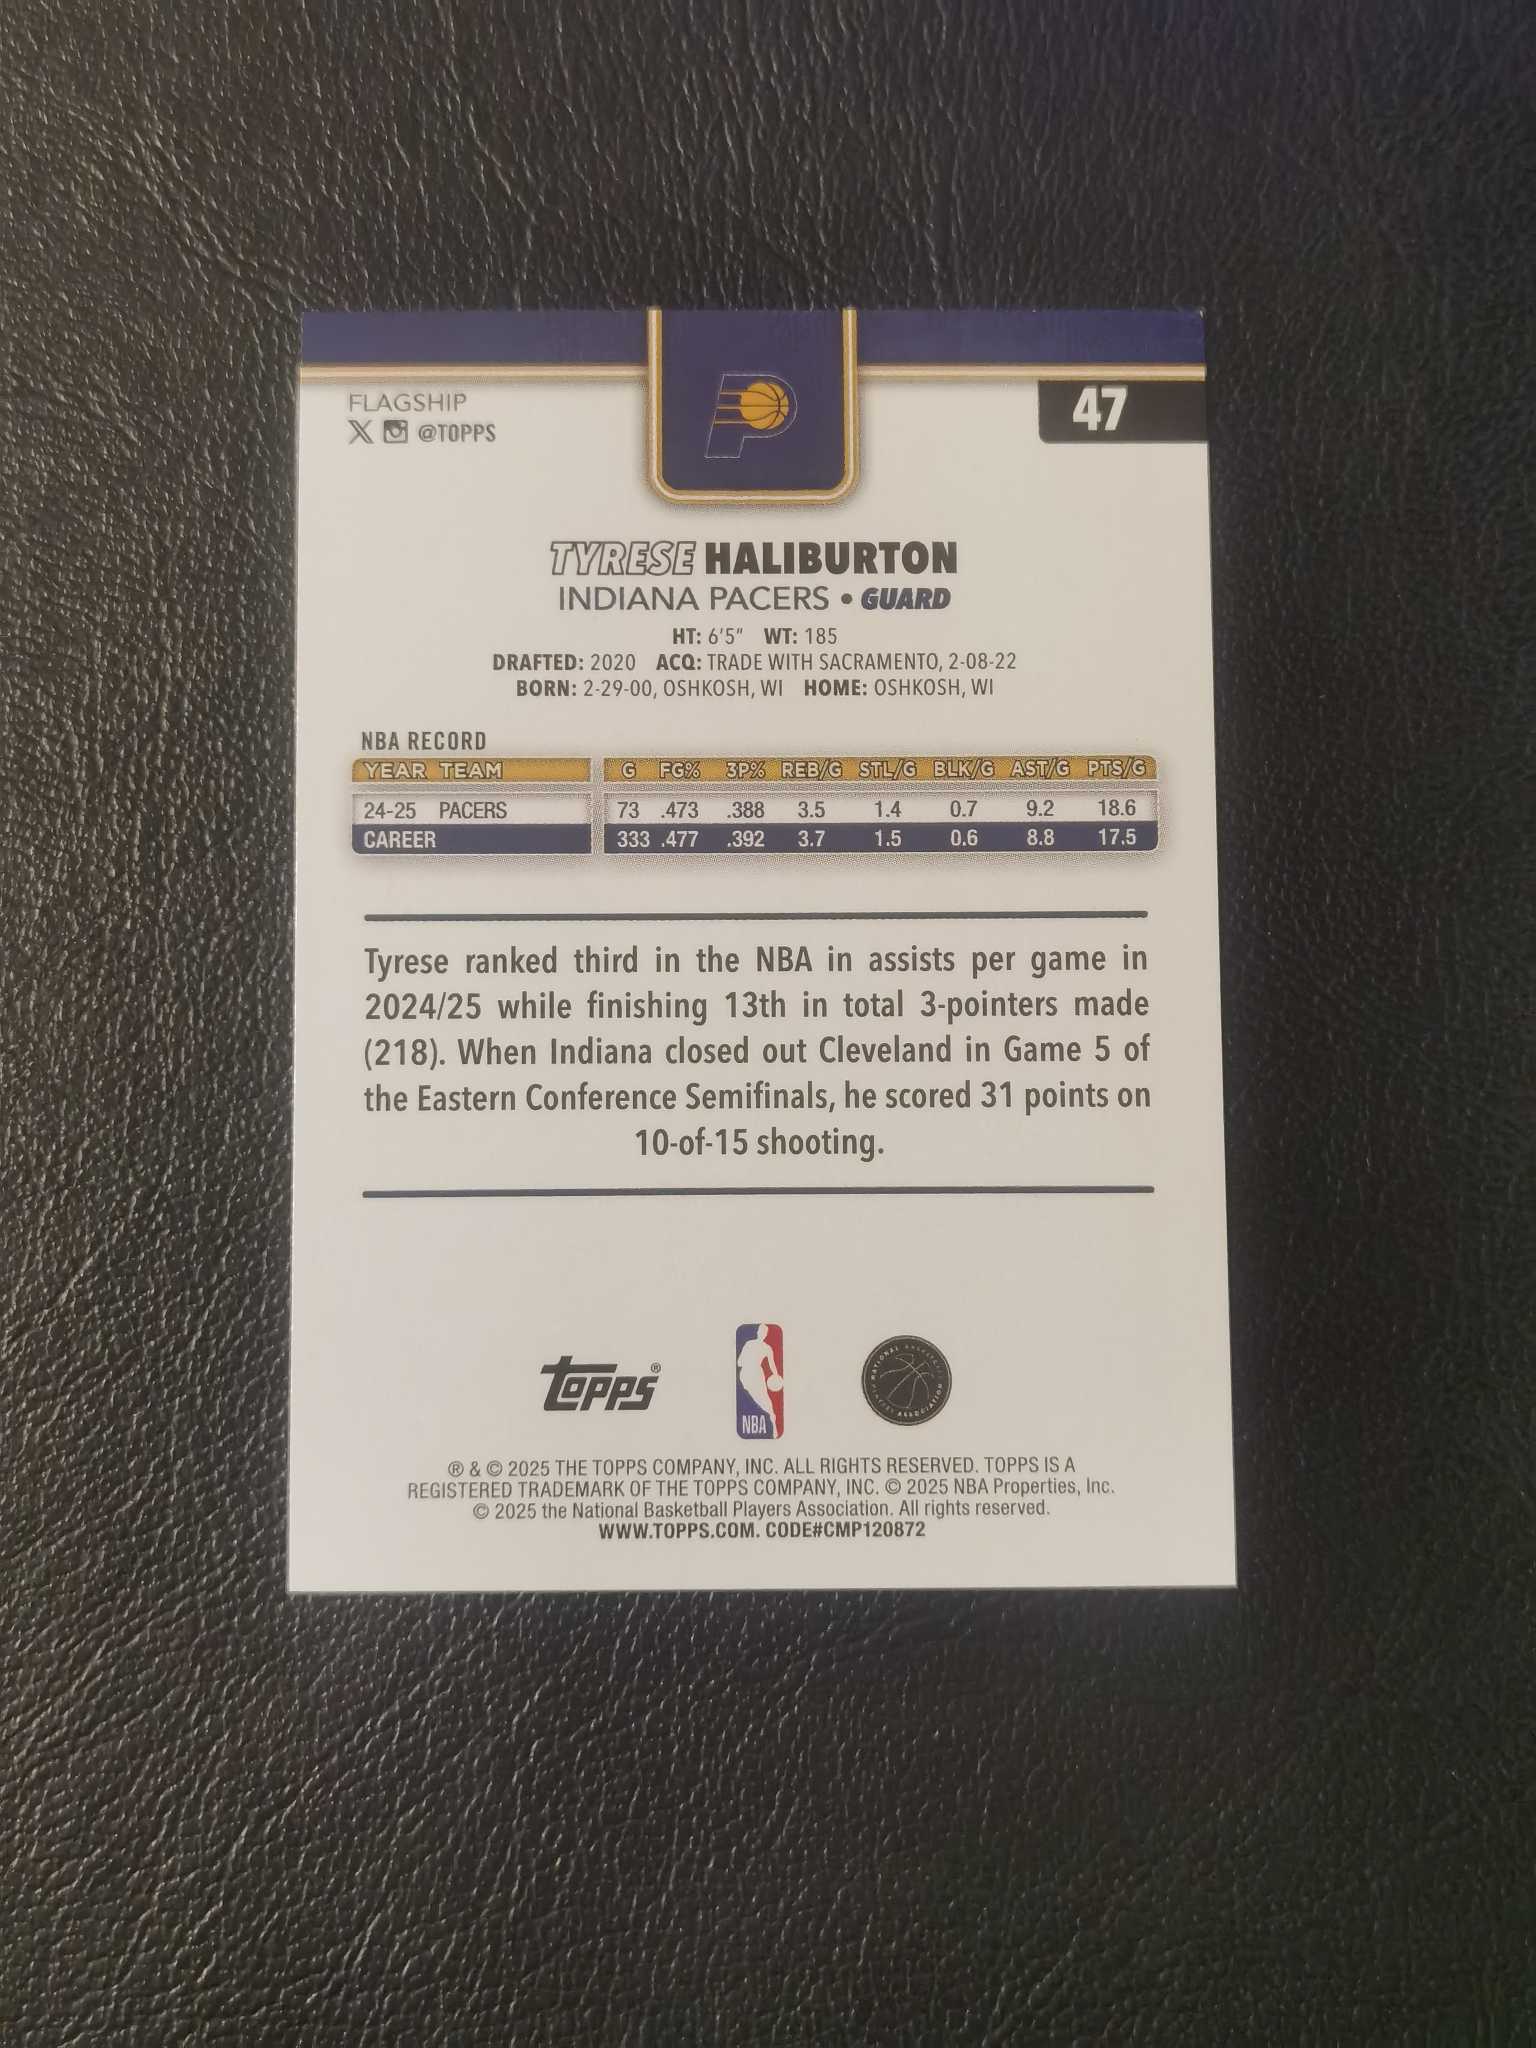 FLAGSHIP
@TOPPS
47
TYRESE HALIBURTON
INDIANA PACERS • GUARD
HT: 6'5" WT: 185
DRAFTED: 2020 ACQ: TRADE WITH SACRAMENTO, 2-08-22
BORN: 2-29-00, OSHKOSH, WI HOME: OSHKOSH, WI
NBA RECORD
YEAR TEAM G FG% 3P% REB/G STL/G BLK/G AST/G PTS/G
24-25 PACERS 73 .473 .388 3.5 1.4 0.7 9.2 18.6
CAREER 333 .477 .392 3.7 1.5 0.6 8.8 17.5
Tyrese ranked third in the NBA in assists per game in
2024/25 while finishing 13th in total 3-pointers made
(218). When Indiana closed out Cleveland in Game 5 of
the Eastern Conference Semifinals, he scored 31 points on
10-of-15 shooting.
Topps®
NBA
NATIONAL BASKETBALL PLAYERS ASSOCIATION
® & © 2025 THE TOPPS COMPANY, INC. ALL RIGHTS RESERVED. TOPPS IS A
REGISTERED TRADEMARK OF THE TOPPS COMPANY, INC. © 2025 NBA Properties, Inc.
© 2025 the National Basketball Players Association. All rights reserved.
WWW.TOPPS.COM. CODE#CMP120872